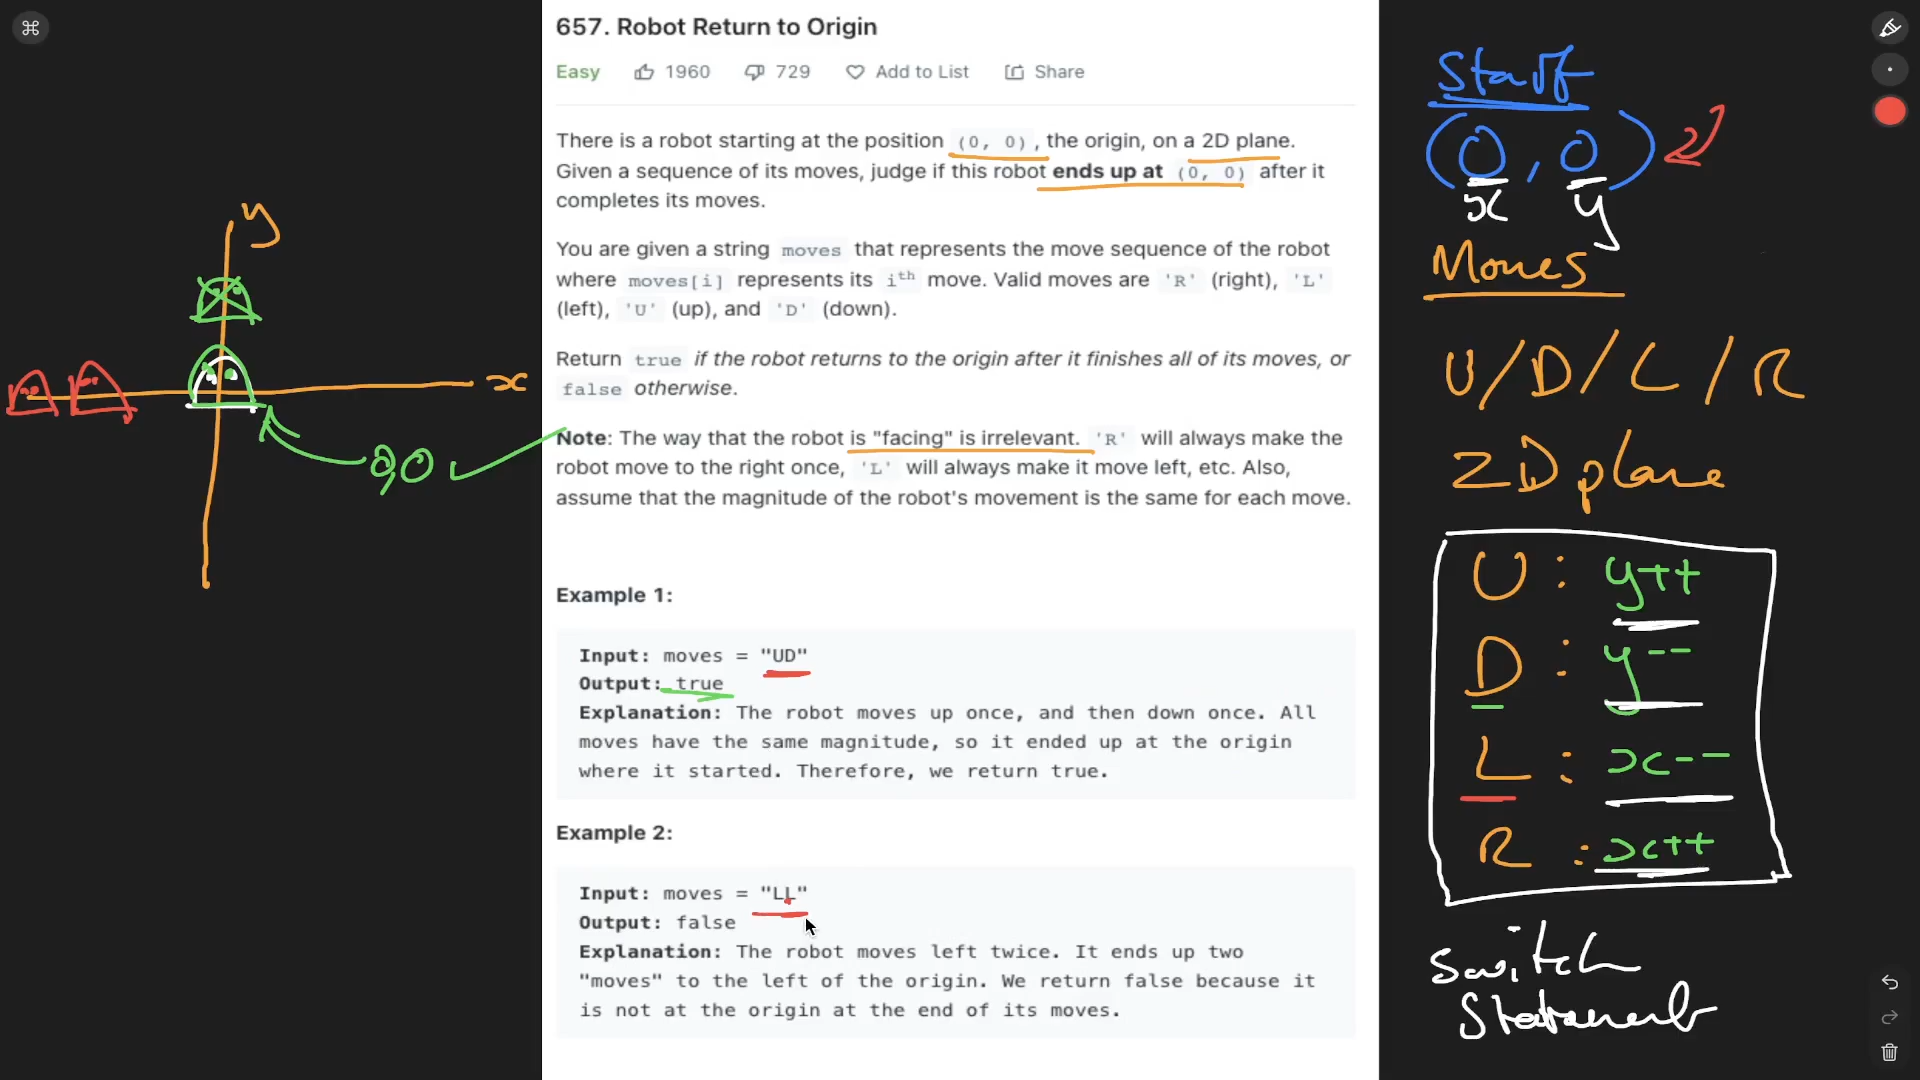 657. Robot Return to Origin
Easy 1960 729 Add to List Share
There is a robot starting at the position (0, 0), the origin, on a 2D plane.
Given a sequence of its moves, judge if this robot ends up at (0, 0) after it
completes its moves.
You are given a string moves that represents the move sequence of the robot
where moves[i] represents its ith move. Valid moves are 'R' (right), 'L'
(left), 'U' (up), and 'D' (down).
Return true if the robot returns to the origin after it finishes all of its moves, or
false otherwise.
Note: The way that the robot is "facing" is irrelevant. 'R' will always make the
robot move to the right once, 'L' will always make it move left, etc. Also,
assume that the magnitude of the robot's movement is the same for each move.
Example 1:
Input: moves = "UD"
Output: true
Explanation: The robot moves up once, and then down once. All
moves have the same magnitude, so it ended up at the origin
where it started. Therefore, we return true.
Example 2:
Input: moves = "LL"
Output: false
Explanation: The robot moves left twice. It ends up two
"moves" to the left of the origin. We return false because it
is not at the origin at the end of its moves.
y
x
0,0
Start
(0, 0)
x y
Moves
U/D/L/R
2D plane
U: y++
D: y--
L: x--
R: x++
Switch
Statement